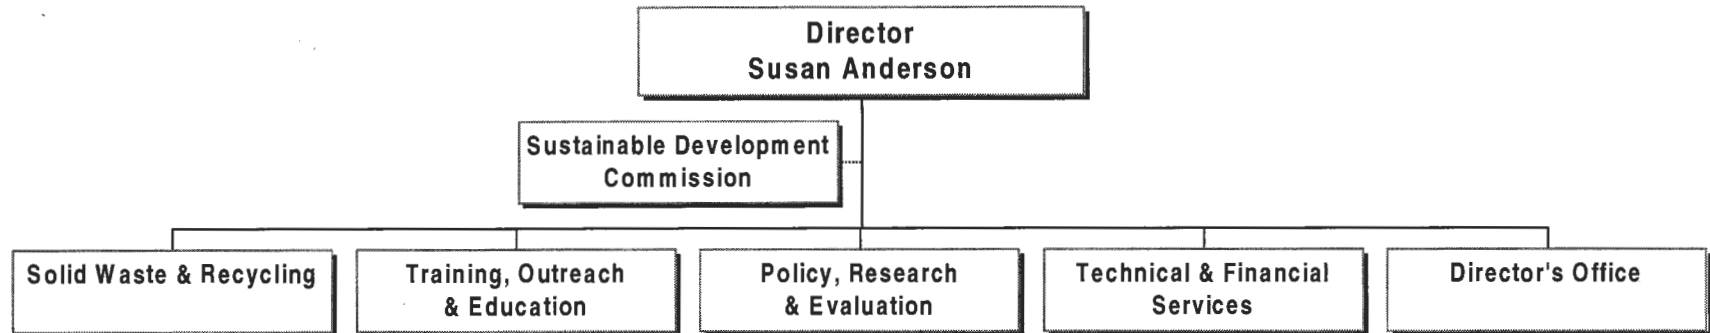 Director
Susan Anderson
Sustainable Development
Commission
Solid Waste & Recycling
Training, Outreach
& Education
Policy, Research
& Evaluation
Technical & Financial
Services
Director's Office